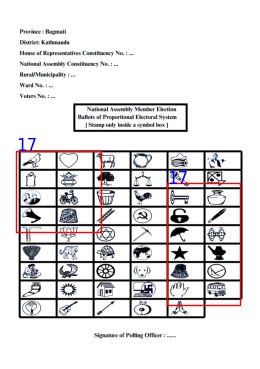 Province : Bagmati
District: Kathmandu
House of Representatives Constituency No. : ...
National Assembly Constituency No. : ...
Rural/Municipality : ...
Ward No. : ...
Voters No. : ...
National Assembly Member Election
Ballots of Proportional Electoral System
[ Stamp only inside a symbol box ]
17
17
Signature of Polling Officer : ......